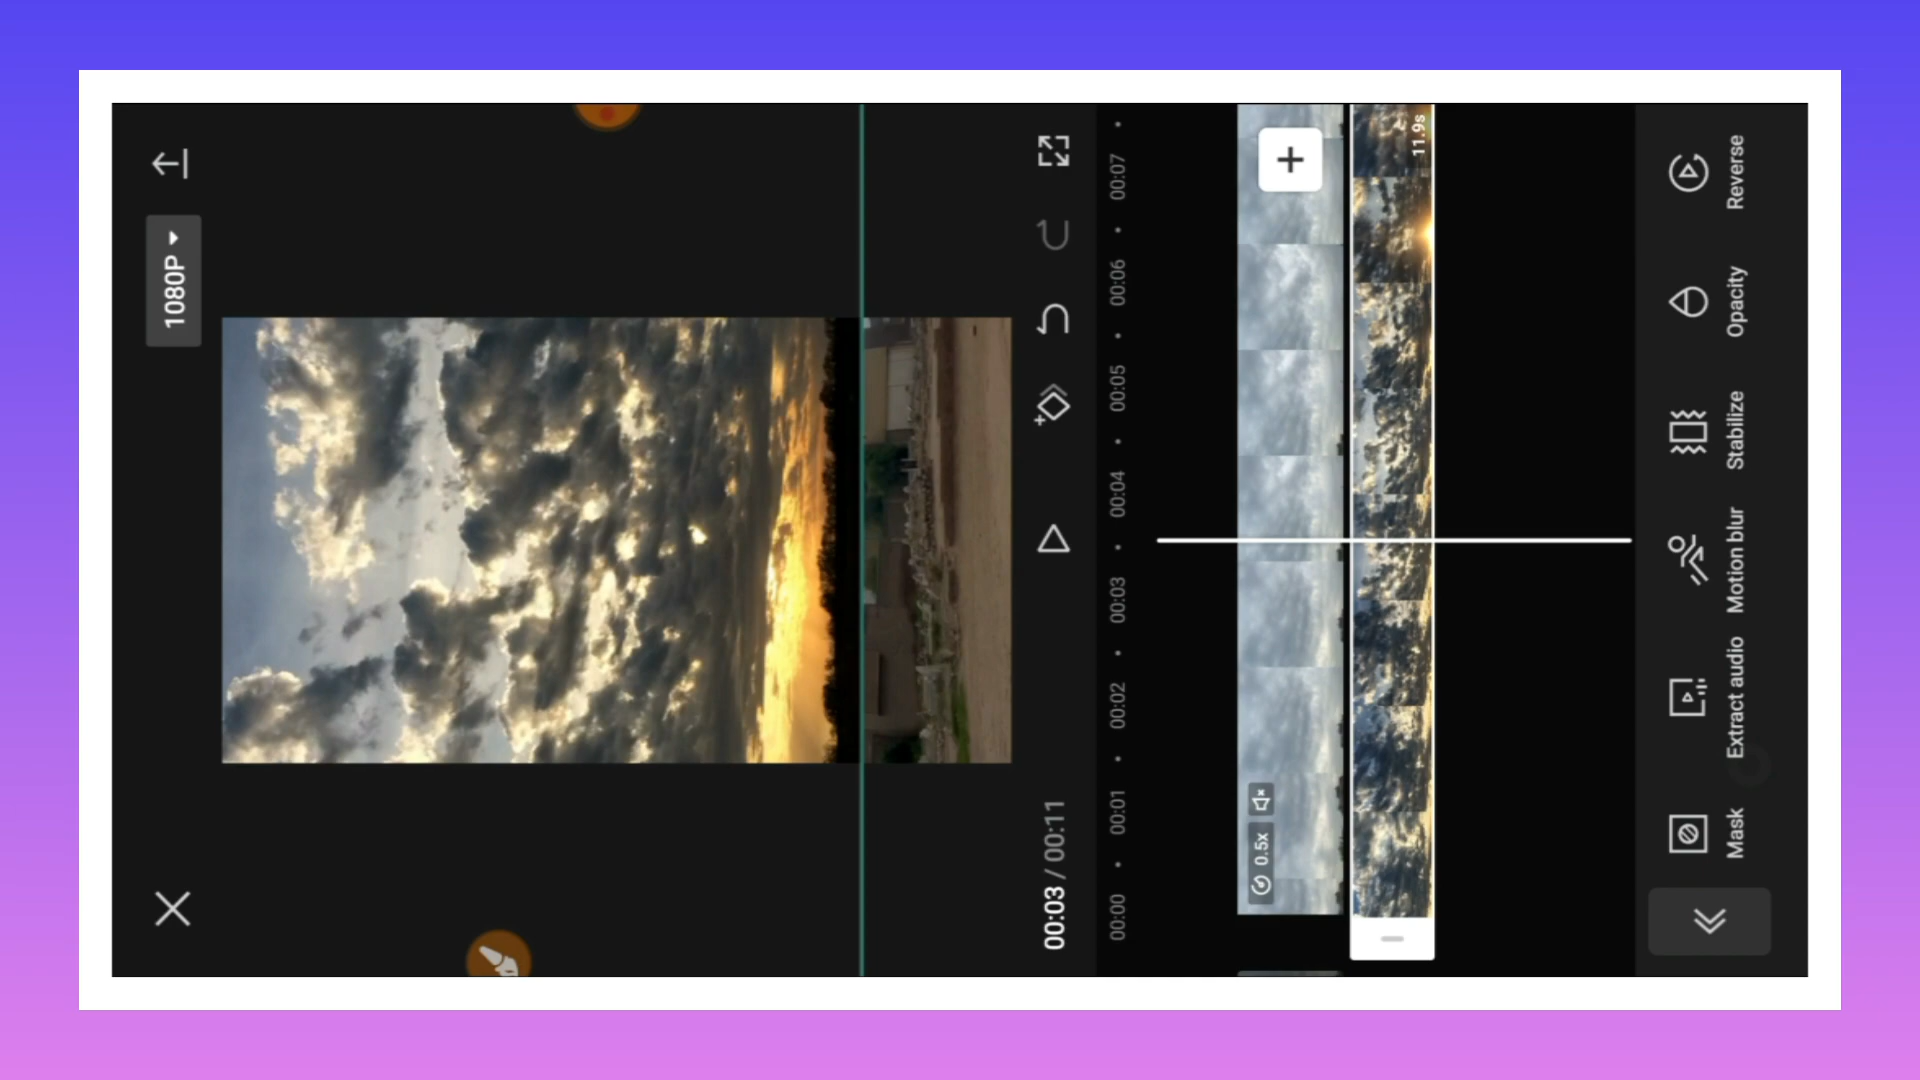 1080P
00:03 / 00:11
00:00
00:01
00:02
00:03
00:04
00:05
00:06
00:07
0.5x
11.9s
Mask
Extract audio
Motion blur
Stabilize
Opacity
Reverse